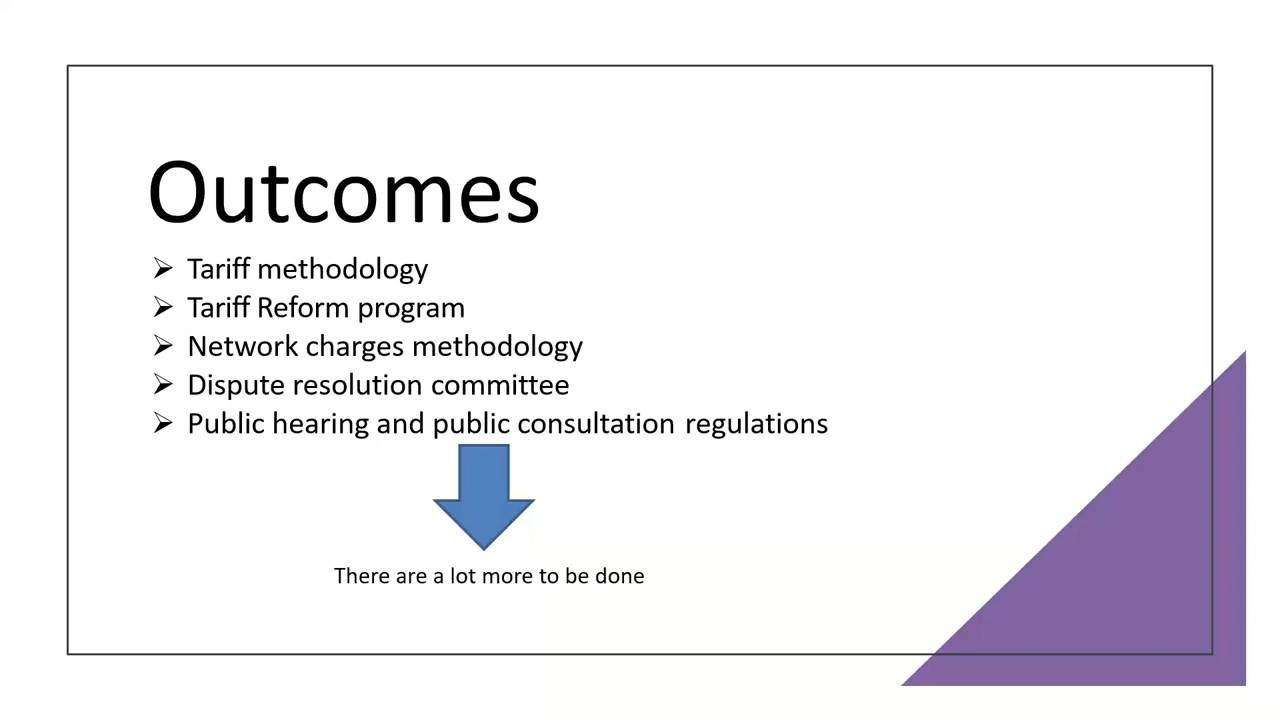 Outcomes
Tariff methodology
Tariff Reform program
Network charges methodology
Dispute resolution committee
Public hearing and public consultation regulations
There are a lot more to be done